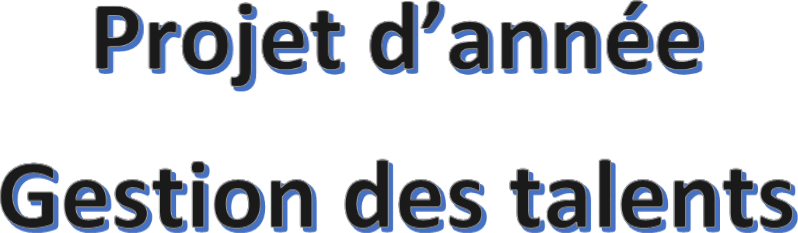 Projet d’année
Gestion des talents